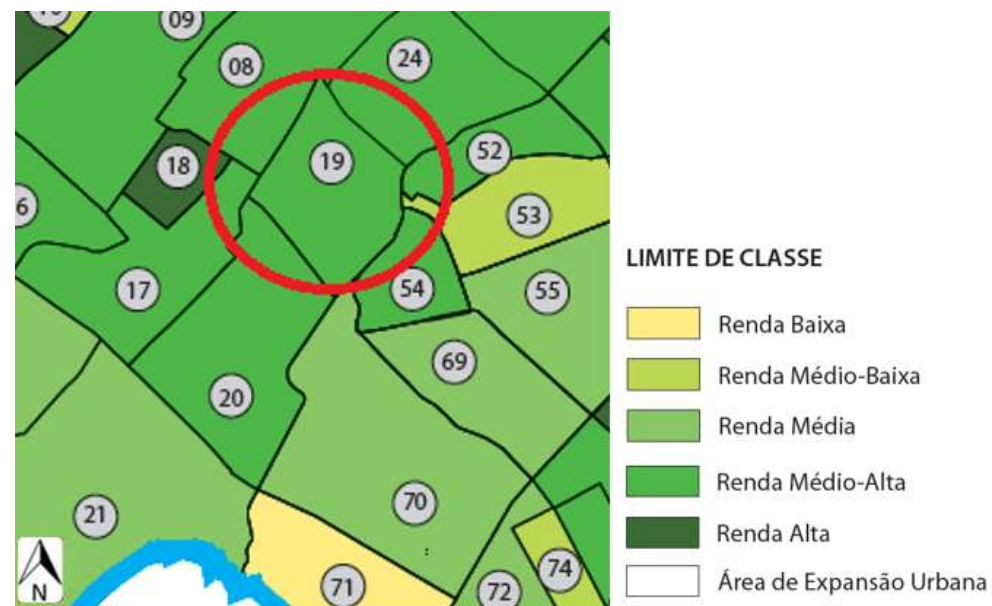 09
08
24
18
19
52
6
53
17
54
55
69
20
21
70
71
72
74
N
LIMITE DE CLASSE
Renda Baixa
Renda Médio-Baixa
Renda Média
Renda Médio-Alta
Renda Alta
Área de Expansão Urbana